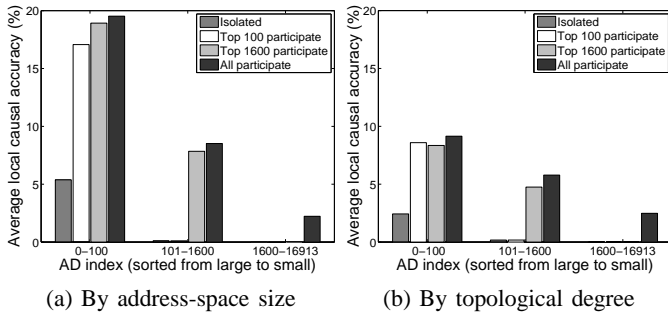 Average local causal accuracy (%)
20
15
10
5
0
Isolated
Top 100 participate
Top 1600 participate
All participate
0−100
101−1600
1600−16913
AD index (sorted from large to small)
(a) By address-space size
Average local causal accuracy (%)
20
15
10
5
0
Isolated
Top 100 participate
Top 1600 participate
All participate
0−100
101−1600
1600−16913
AD index (sorted from large to small)
(b) By topological degree